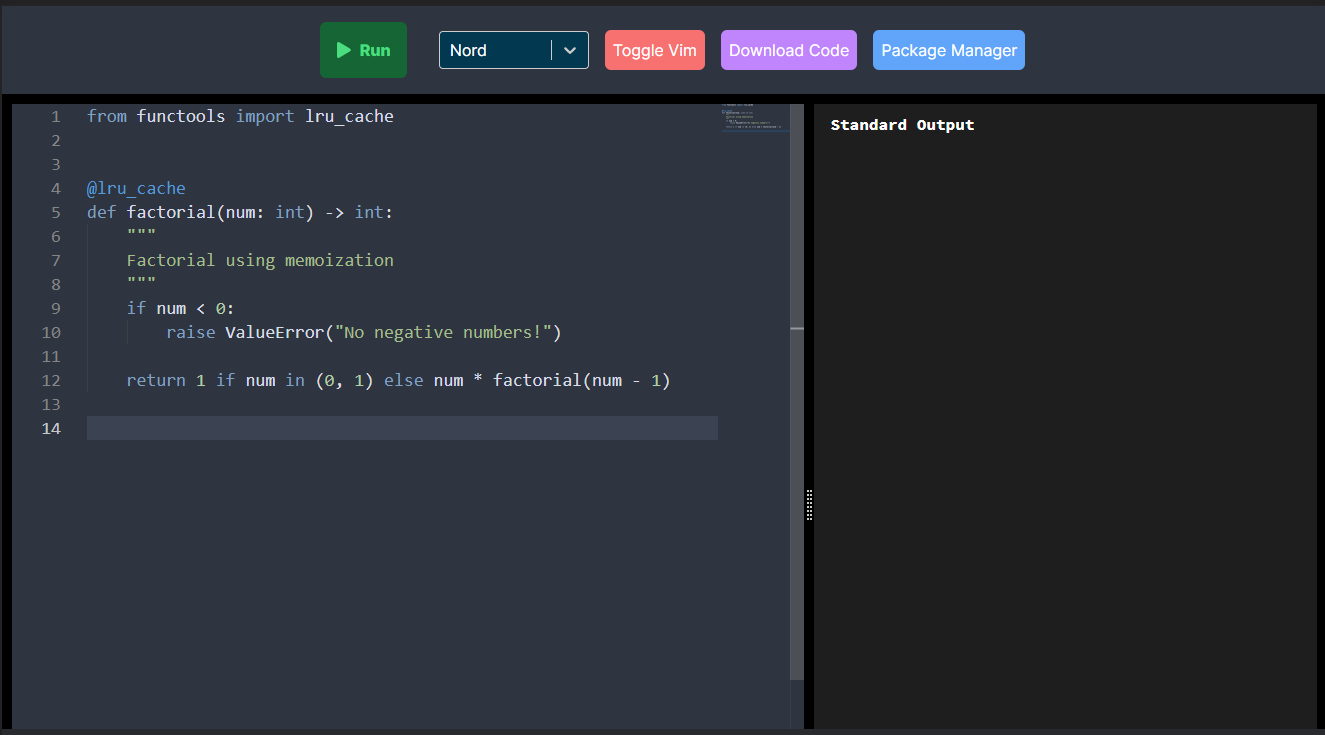 Run
Nord
Toggle Vim
Download Code
Package Manager
1 from functools import lru_cache
2
3
4 @lru_cache
5 def factorial(num: int) -> int:
6     """
7     Factorial using memoization
8     """
9     if num < 0:
10         raise ValueError("No negative numbers!")
11
12     return 1 if num in (0, 1) else num * factorial(num - 1)
13
14
Standard Output